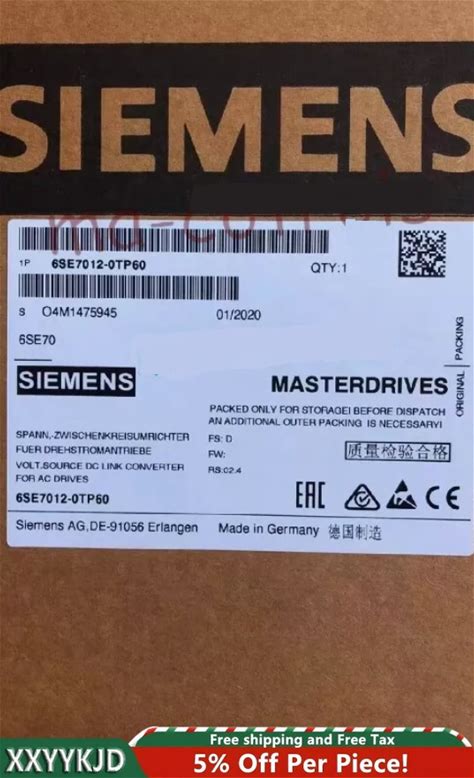 SIEMENS
1P 6SE7012-0TP60
QTY:1
S O4M1475945
01/2020
6SE70
SIEMENS
MASTERDRIVES
ORIGINAL PACKING
PACKED ONLY FOR STORAGE! BEFORE DISPATCH
AN ADDITIONAL OUTER PACKING IS NECESSARY!
SPANN.-ZWISCHENKREISUMRICHTER
FUER DREHSTROMANTRIEBE
VOLT.SOURCE DC LINK CONVERTER
FOR AC DRIVES
6SE7012-0TP60
FS: D
FW:
RS:02.4
质量检验合格
EAC
CE
Siemens AG,DE-91056 Erlangen
Made in Germany 德国制造
XXYYKJD
Free shipping and Free Tax
5% Off Per Piece!